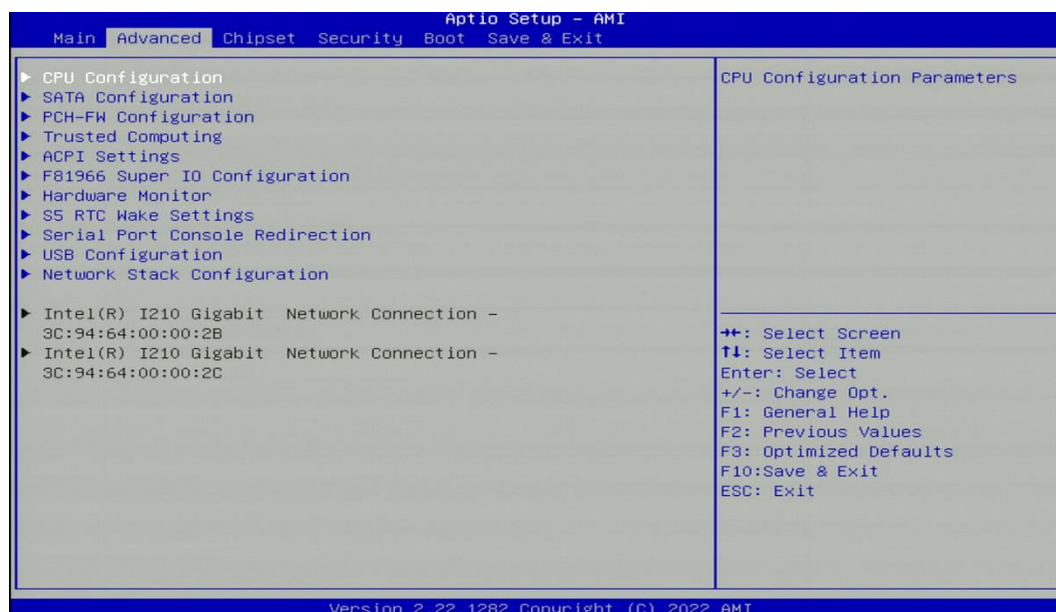 Aptio Setup – AMI
Main Advanced Chipset Security Boot Save & Exit
▶ CPU Configuration
▶ SATA Configuration
▶ PCH-FW Configuration
▶ Trusted Computing
▶ ACPI Settings
▶ F81966 Super IO Configuration
▶ Hardware Monitor
▶ S5 RTC Wake Settings
▶ Serial Port Console Redirection
▶ USB Configuration
▶ Network Stack Configuration
▶ Intel(R) I210 Gigabit Network Connection –
3C:94:64:00:00:2B
▶ Intel(R) I210 Gigabit Network Connection –
3C:94:64:00:00:2C
CPU Configuration Parameters
→←: Select Screen
↑↓: Select Item
Enter: Select
+/-: Change Opt.
F1: General Help
F2: Previous Values
F3: Optimized Defaults
F10:Save & Exit
ESC: Exit
Version 2.22.1282 Copyright (C) 2022 AMI